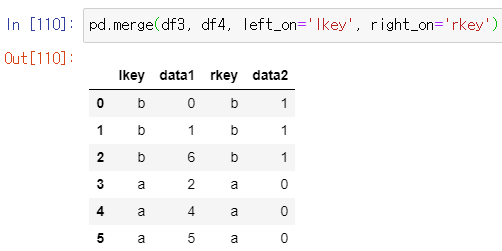 In [110]: pd.merge(df3, df4, left_on='lkey', right_on='rkey')
Out[110]:
lkey data1 rkey data2
0 b 0 b 1
1 b 1 b 1
2 b 6 b 1
3 a 2 a 0
4 a 4 a 0
5 a 5 a 0